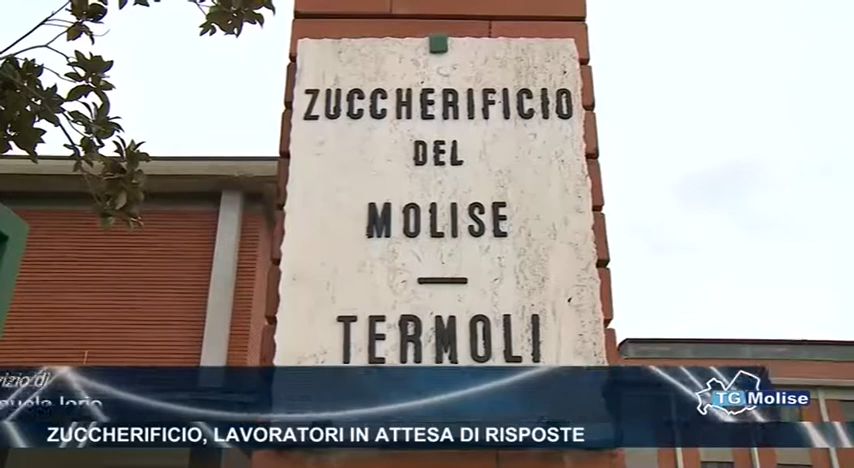 ZUCCHERIFICIO
DEL
MOLISE
—
TERMOLI
TG Molise
ZUCCHERIFICIO, LAVORATORI IN ATTESA DI RISPOSTE